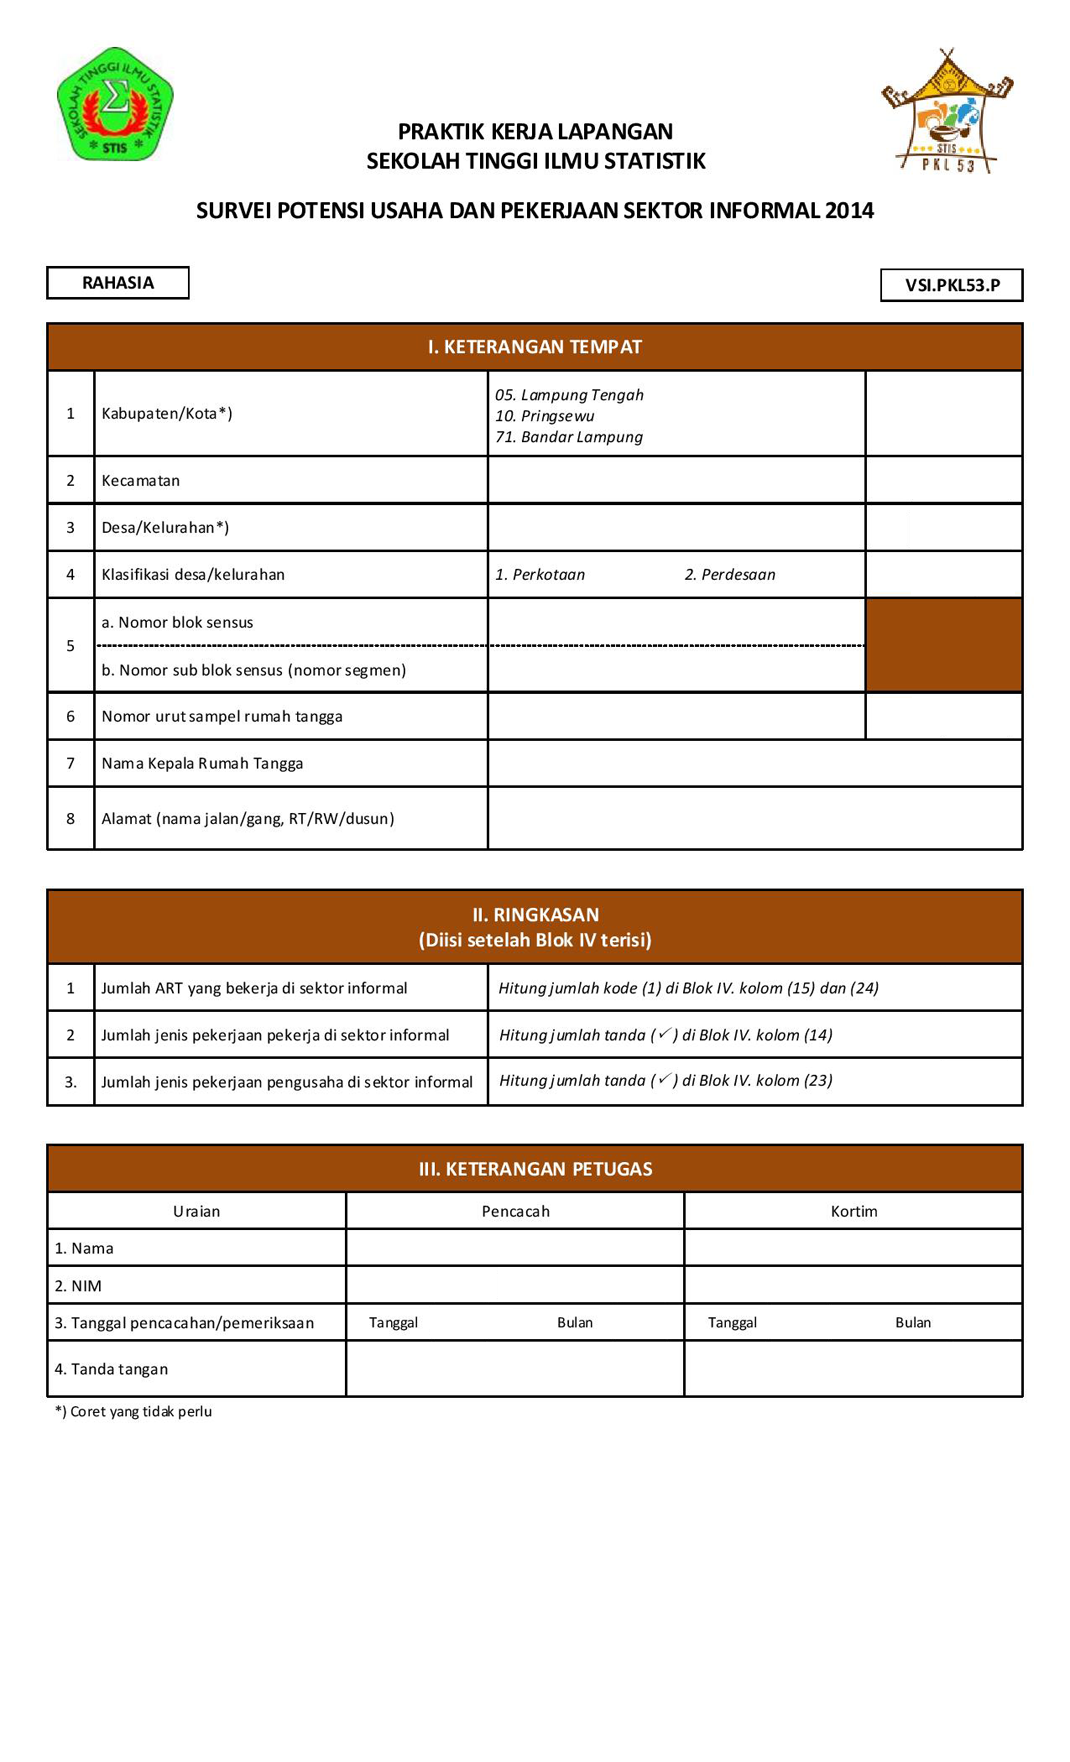 SEKOLAH TINGGI ILMU STATISTIK
* STIS *
STIS
PKL 53
PRAKTIK KERJA LAPANGAN
SEKOLAH TINGGI ILMU STATISTIK
SURVEI POTENSI USAHA DAN PEKERJAAN SEKTOR INFORMAL 2014
RAHASIA
VSI.PKL53.P
I. KETERANGAN TEMPAT
1 Kabupaten/Kota*) 05. Lampung Tengah
10. Pringsewu
71. Bandar Lampung
2 Kecamatan
3 Desa/Kelurahan*)
4 Klasifikasi desa/kelurahan 1. Perkotaan 2. Perdesaan
5 a. Nomor blok sensus
b. Nomor sub blok sensus (nomor segmen)
6 Nomor urut sampel rumah tangga
7 Nama Kepala Rumah Tangga
8 Alamat (nama jalan/gang, RT/RW/dusun)
II. RINGKASAN
(Diisi setelah Blok IV terisi)
1 Jumlah ART yang bekerja di sektor informal Hitung jumlah kode (1) di Blok IV. kolom (15) dan (24)
2 Jumlah jenis pekerjaan pekerja di sektor informal Hitung jumlah tanda (✓) di Blok IV. kolom (14)
3. Jumlah jenis pekerjaan pengusaha di sektor informal Hitung jumlah tanda (✓) di Blok IV. kolom (23)
III. KETERANGAN PETUGAS
Uraian Pencacah Kortim
1. Nama
2. NIM
3. Tanggal pencacahan/pemeriksaan Tanggal Bulan Tanggal Bulan
4. Tanda tangan
*) Coret yang tidak perlu